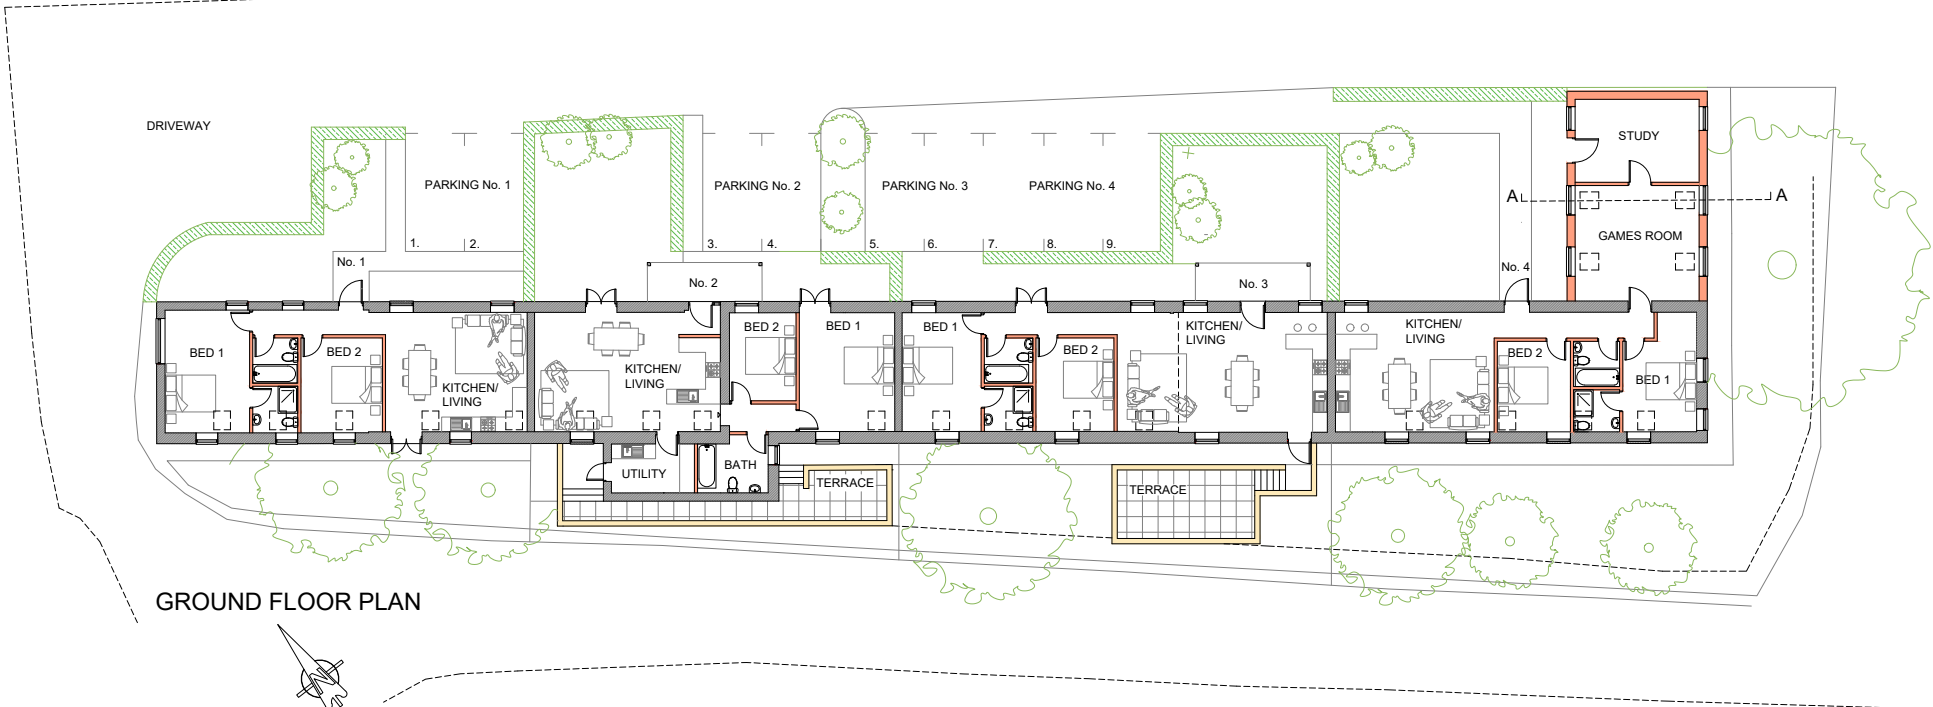 DRIVEWAY
STUDY
PARKING No. 1
PARKING No. 2
PARKING No. 3
PARKING No. 4
A
A
GAMES ROOM
1.
2.
3.
4.
5.
6.
7.
8.
9.
No. 1
No. 2
No. 3
No. 4
BED 1
BED 2
KITCHEN/
LIVING
KITCHEN/
LIVING
BED 2
BED 1
BED 1
BED 2
KITCHEN/
LIVING
KITCHEN/
LIVING
BED 2
BED 1
UTILITY
BATH
TERRACE
TERRACE
GROUND FLOOR PLAN
N